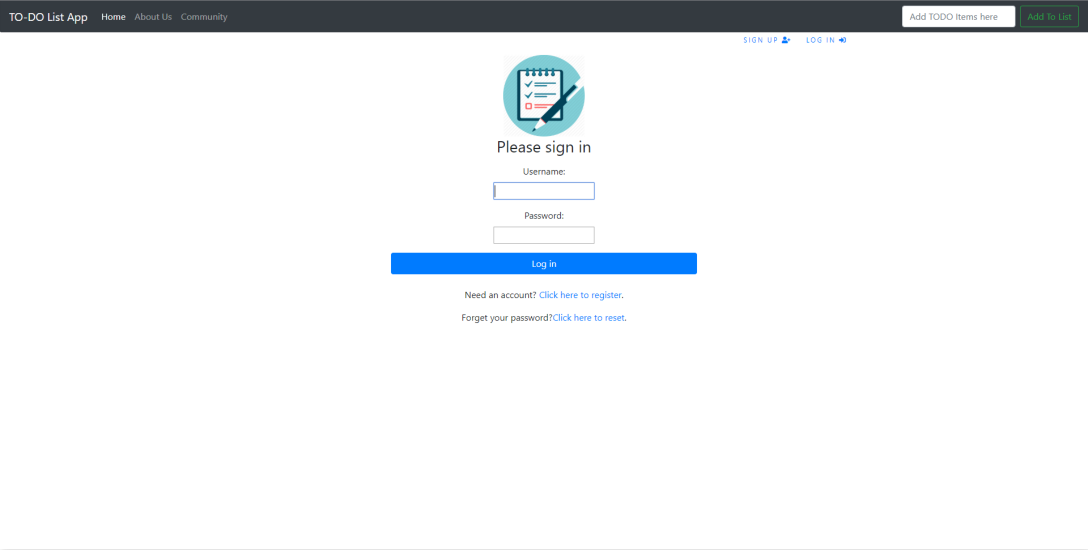 TO-DO List App Home About Us Community Add TODO Items here Add To List
SIGN UP LOG IN
Please sign in
Username:
Password:
Log in
Need an account? Click here to register.
Forget your password?Click here to reset.